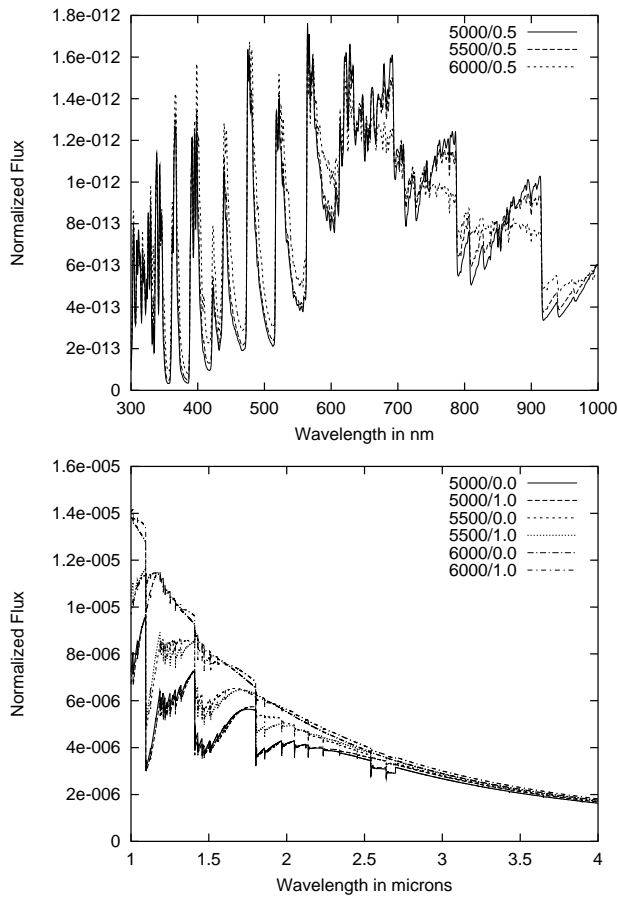 1.8e-012
1.6e-012
1.4e-012
1.2e-012
1e-012
8e-013
6e-013
4e-013
2e-013
0
Normalized Flux
5000/0.5
5500/0.5
6000/0.5
300 400 500 600 700 800 900 1000
Wavelength in nm
1.6e-005
1.4e-005
1.2e-005
1e-005
8e-006
6e-006
4e-006
2e-006
0
Normalized Flux
5000/0.0
5000/1.0
5500/0.0
5500/1.0
6000/0.0
6000/1.0
1 1.5 2 2.5 3 3.5 4
Wavelength in microns